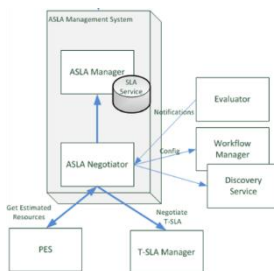 ASLA Management System
ASLA Manager
SLA
Service
Notifications
Evaluator
Config
Workflow
Manager
ASLA Negotiator
Discovery
Service
Get Estimated
Resources
Negotiate
T-SLA
PES
T-SLA Manager